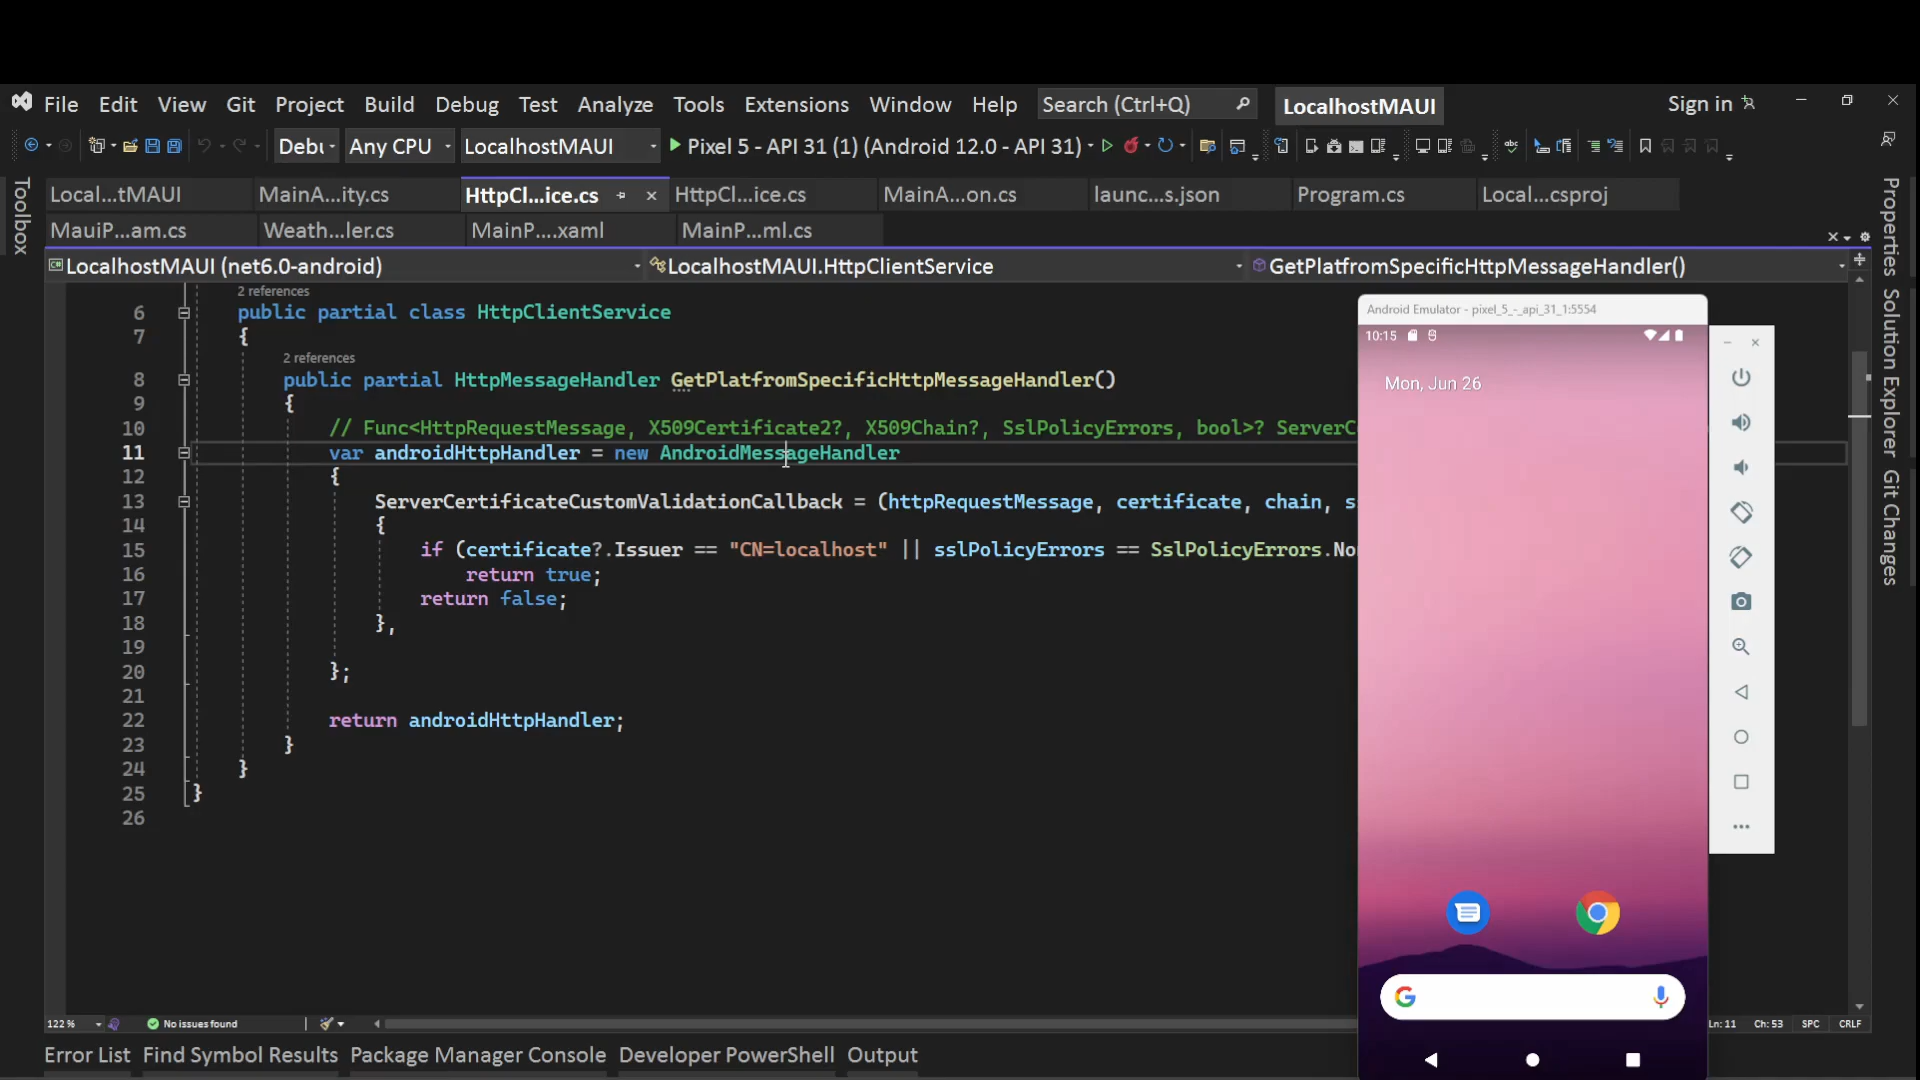 File Edit View Git Project Build Debug Test Analyze Tools Extensions Window Help Search (Ctrl+Q) LocalhostMAUI Sign in
Debu Any CPU LocalhostMAUI Pixel 5 - API 31 (1) (Android 12.0 - API 31)
Local...tMAUI MainA...ity.cs HttpCl...ice.cs HttpCl...ice.cs MainA...on.cs launc...s.json Program.cs Local...csproj
MauiP...am.cs Weath...ler.cs MainP....xaml MainP...ml.cs
LocalhostMAUI (net6.0-android) LocalhostMAUI.HttpClientService GetPlatfromSpecificHttpMessageHandler()
Toolbox
Properties Solution Explorer Git Changes
2 references
6 public partial class HttpClientService
7 {
2 references
8 public partial HttpMessageHandler GetPlatfromSpecificHttpMessageHandler()
9 {
10 // Func<HttpRequestMessage, X509Certificate2?, X509Chain?, SslPolicyErrors, bool>? ServerC
11 var androidHttpHandler = new AndroidMessageHandler
12 {
13 ServerCertificateCustomValidationCallback = (httpRequestMessage, certificate, chain, s
14 {
15 if (certificate?.Issuer == "CN=localhost" || sslPolicyErrors == SslPolicyErrors.No
16 return true;
17 return false;
18 },
19
20 };
21
22 return androidHttpHandler;
23 }
24 }
25 }
26
Android Emulator - pixel_5_-_api_31_1:5554
10:15
Mon, Jun 26
122 % No issues found Ln: 11 Ch: 53 SPC CRLF
Error List Find Symbol Results Package Manager Console Developer PowerShell Output